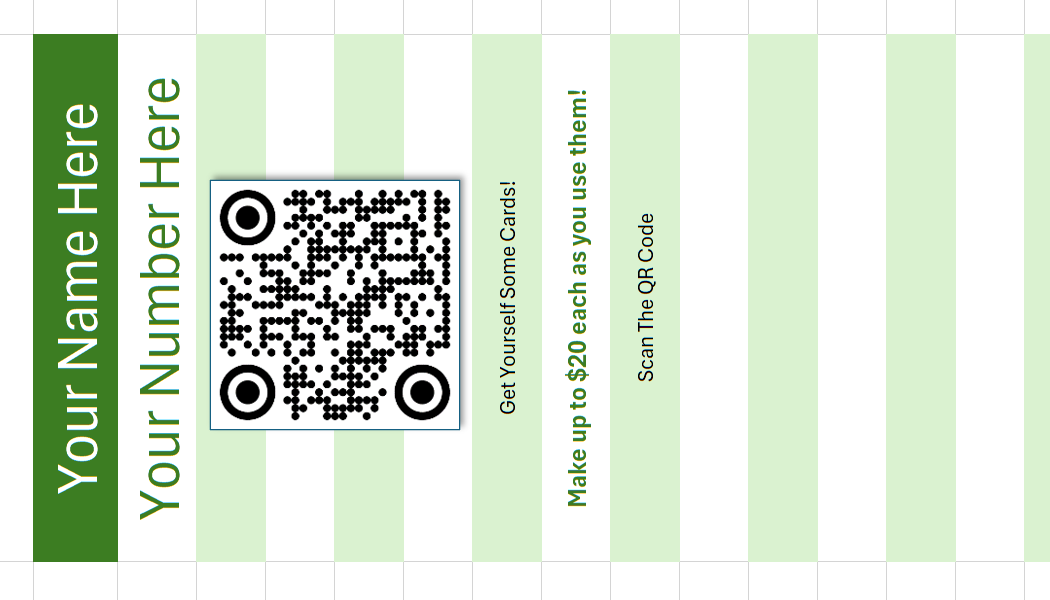 Your Name Here
Your Number Here
Get Yourself Some Cards!
Make up to $20 each as you use them!
Scan The QR Code